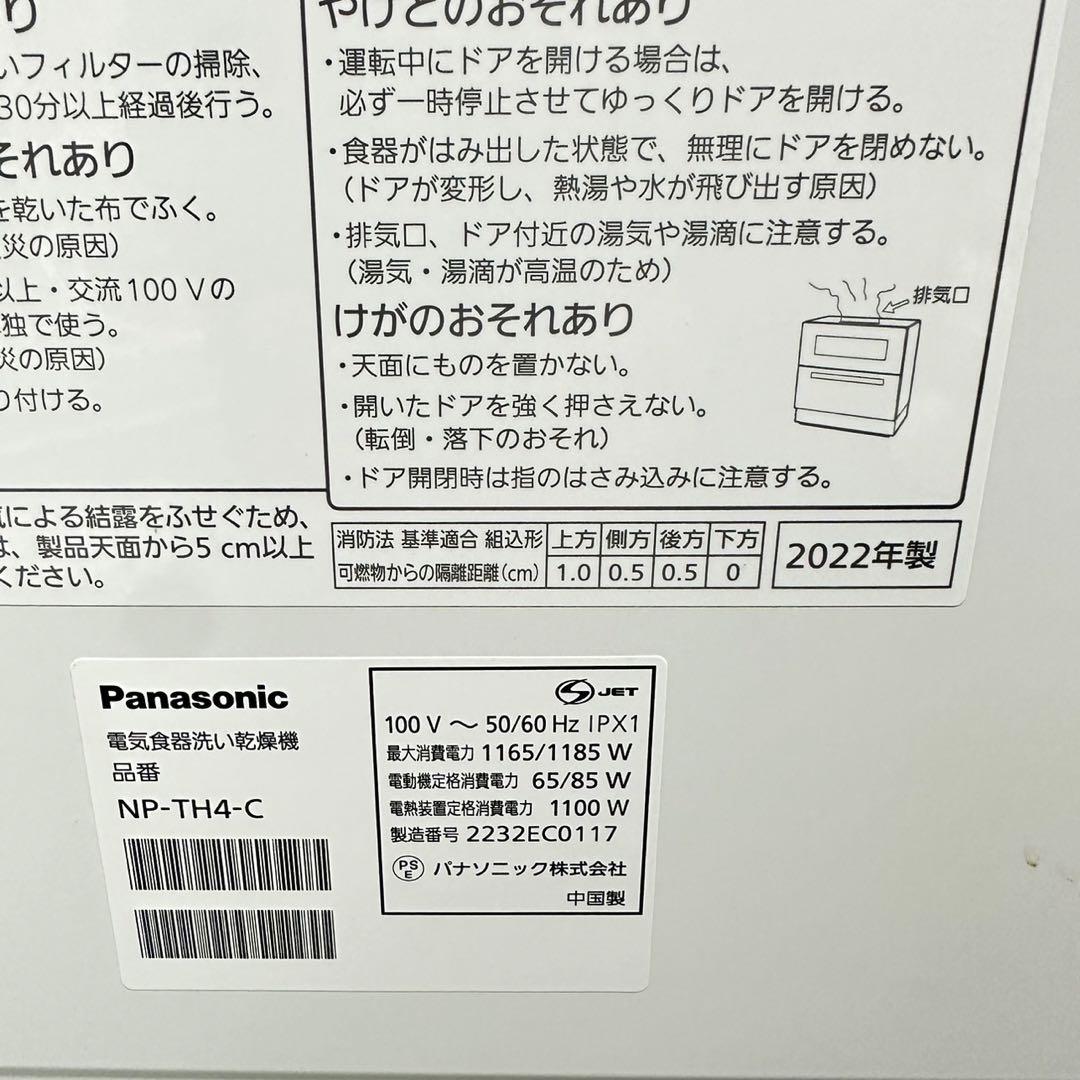 り
いフィルターの掃除、
30分以上経過後行う。
それあり
を乾いた布でふく。
災の原因）
以上・交流100 Vの
独で使う。
災の原因）
り付ける。
やけどのおそれあり
・運転中にドアを開ける場合は、
必ず一時停止させてゆっくりドアを開ける。
・食器がはみ出した状態で、無理にドアを閉めない。
（ドアが変形し、熱湯や水が飛び出す原因）
・排気口、ドア付近の湯気や湯滴に注意する。
（湯気・湯滴が高温のため）
排気口
けがのおそれあり
・天面にものを置かない。
・開いたドアを強く押さえない。
（転倒・落下のおそれ）
・ドア開閉時は指のはさみ込みに注意する。
気による結露をふせぐため、
は、製品天面から5 cm以上
ください。
消防法 基準適合 組込形 上方 側方 後方 下方
可燃物からの隔離距離(cm) 1.0 0.5 0.5 0
2022年製
Panasonic
電気食器洗い乾燥機
品番
NP-TH4-C
S JET
100 V ～ 50/60 Hz IPX1
最大消費電力 1165/1185 W
電動機定格消費電力 65/85 W
電熱装置定格消費電力 1100 W
製造番号 2232EC0117
PSE パナソニック株式会社
中国製